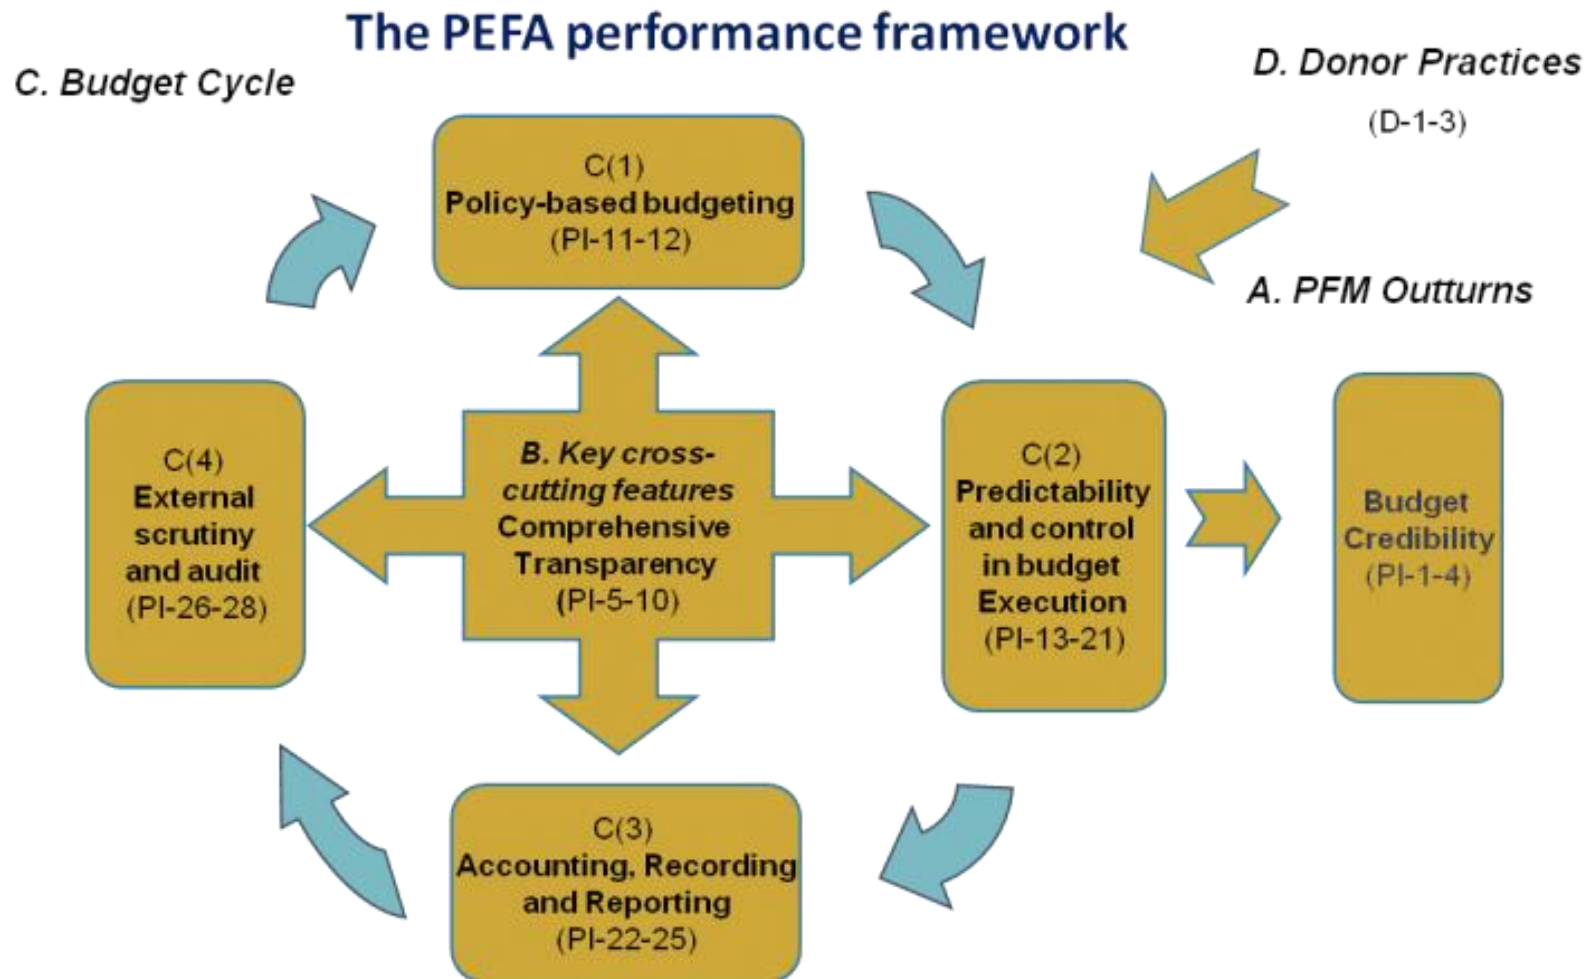 The PEFA performance framework
C. Budget Cycle
D. Donor Practices
(D-1-3)
C(1)
Policy-based budgeting
(PI-11-12)
A. PFM Outturns
C(4)
External
scrutiny
and audit
(PI-26-28)
B. Key cross-
cutting features
Comprehensive
Transparency
(PI-5-10)
C(2)
Predictability
and control
in budget
Execution
(PI-13-21)
Budget
Credibility
(PI-1-4)
C(3)
Accounting, Recording
and Reporting
(PI-22-25)